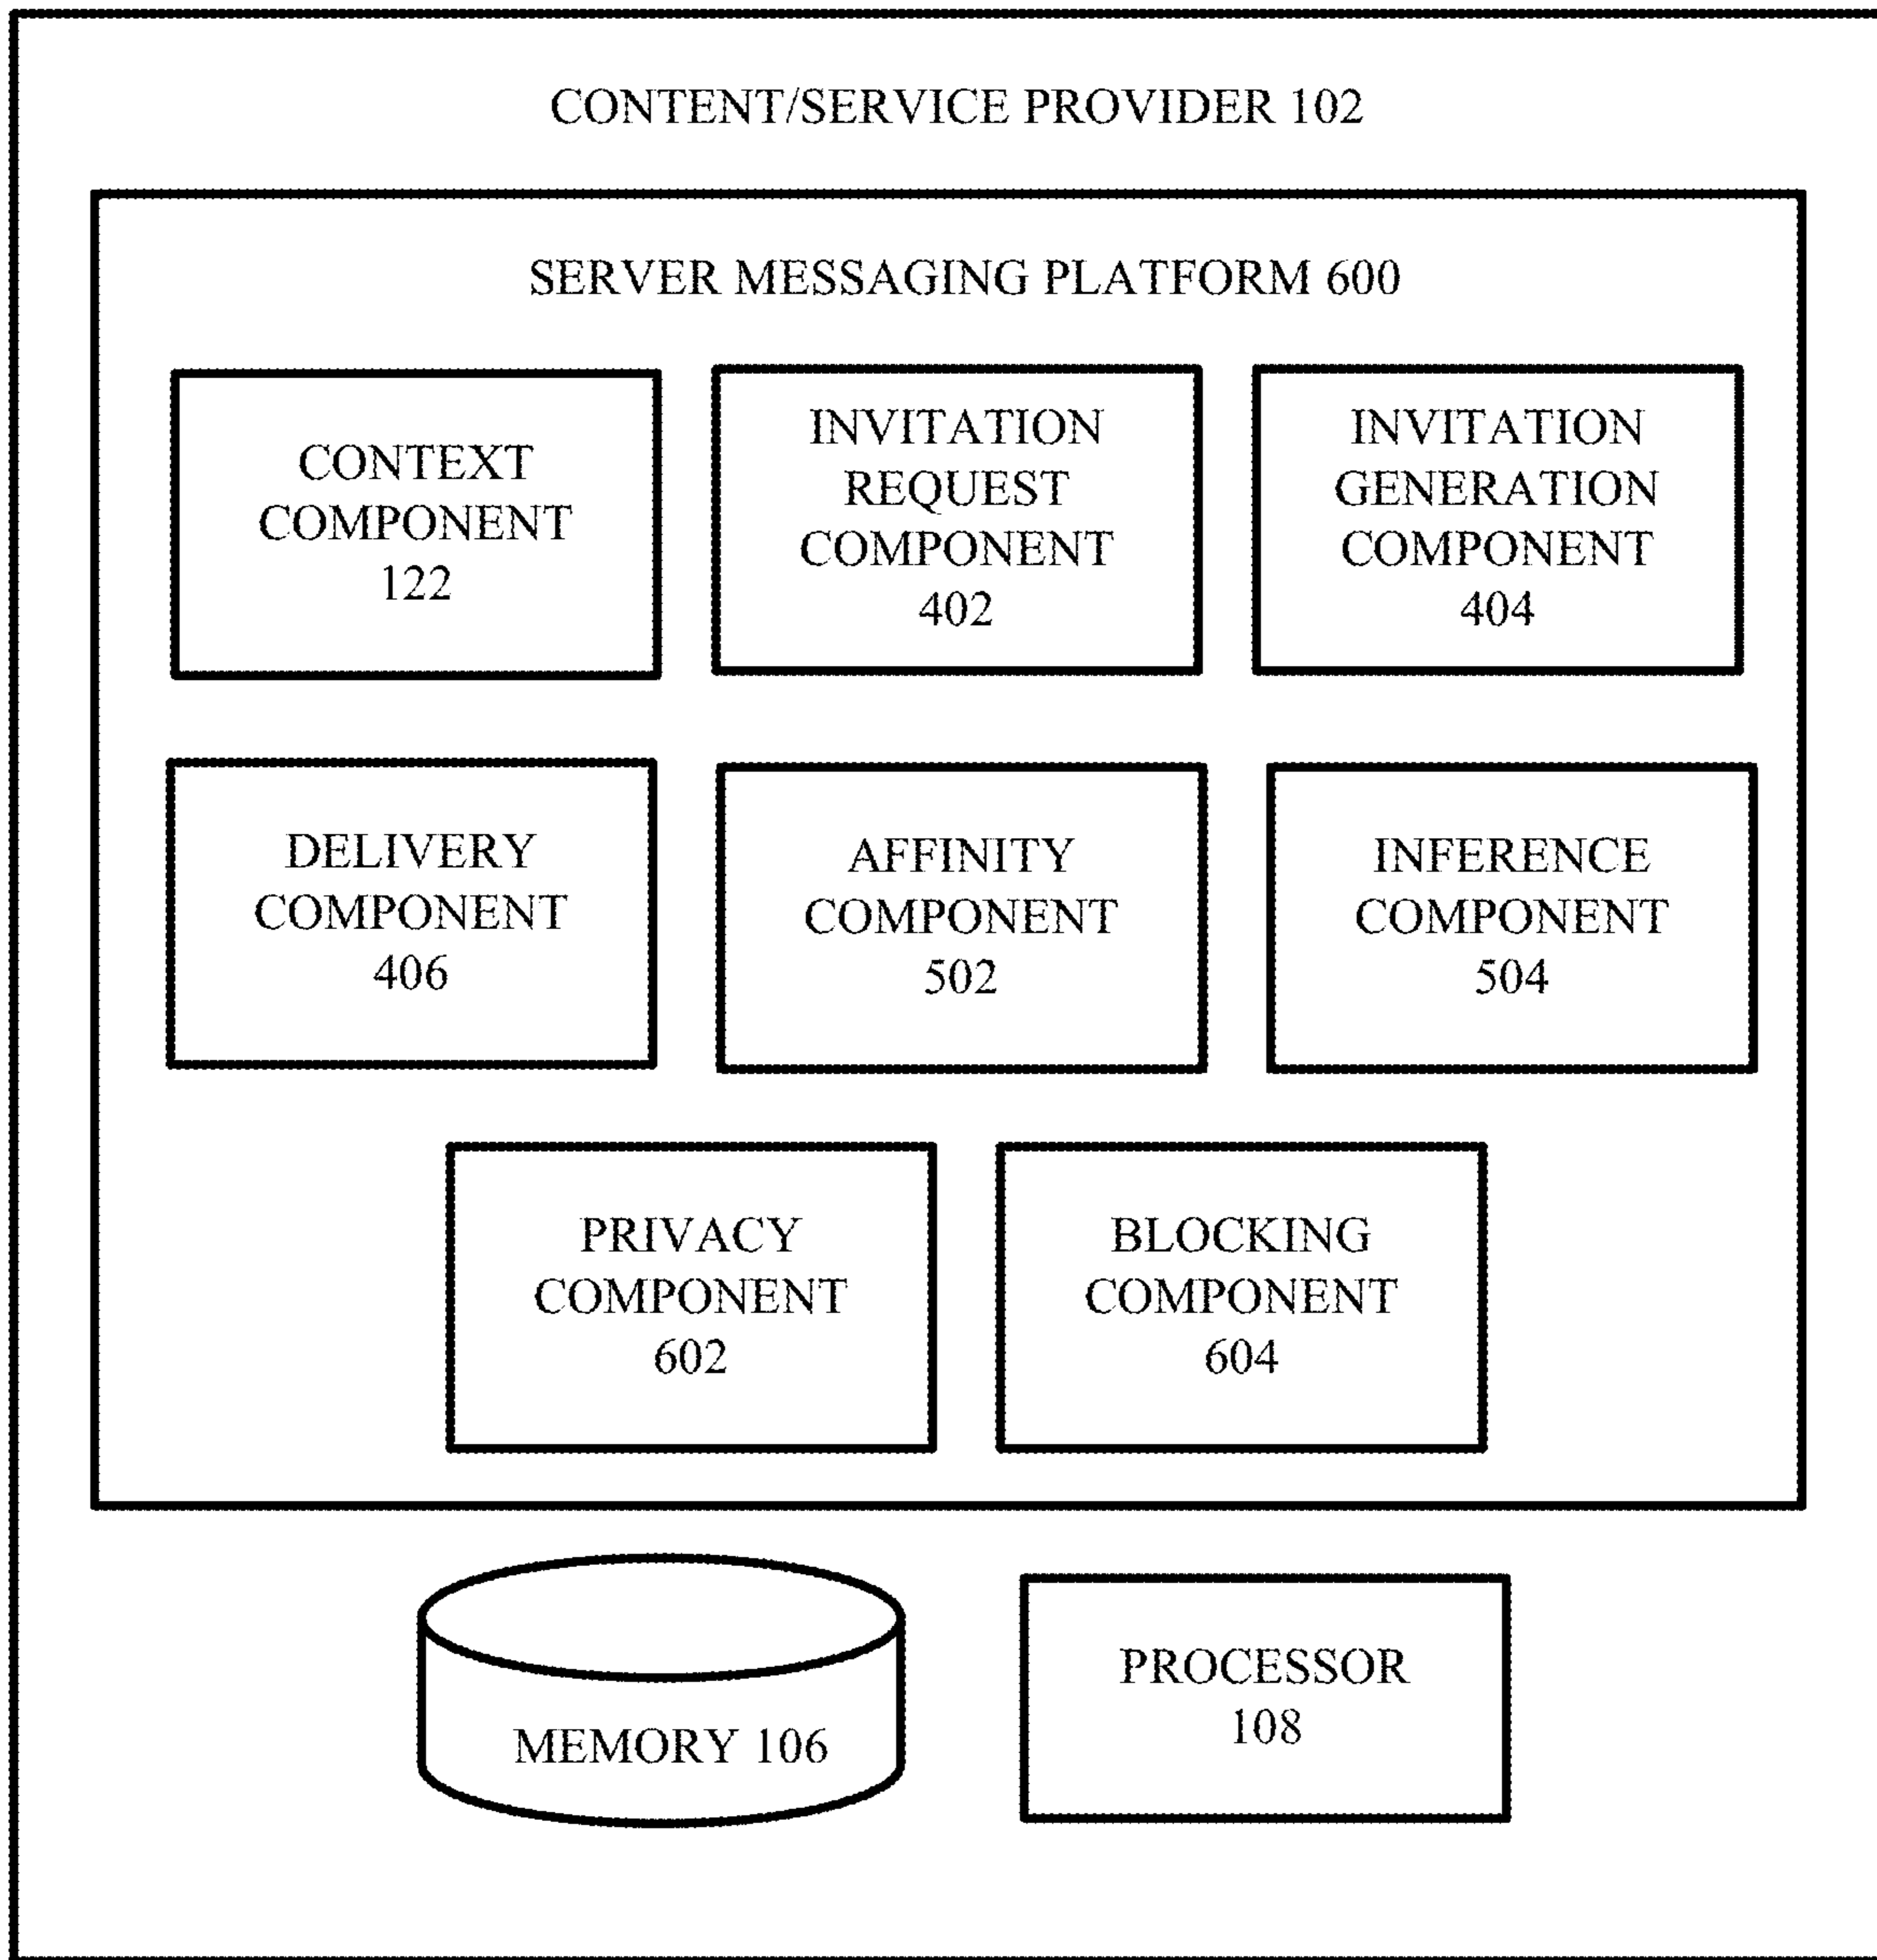 CONTENT/SERVICE PROVIDER 102
SERVER MESSAGING PLATFORM 600
CONTEXT
COMPONENT
122
INVITATION
REQUEST
COMPONENT
402
INVITATION
GENERATION
COMPONENT
404
DELIVERY
COMPONENT
406
AFFINITY
COMPONENT
502
INFERENCE
COMPONENT
504
PRIVACY
COMPONENT
602
BLOCKING
COMPONENT
604
MEMORY 106
PROCESSOR
108